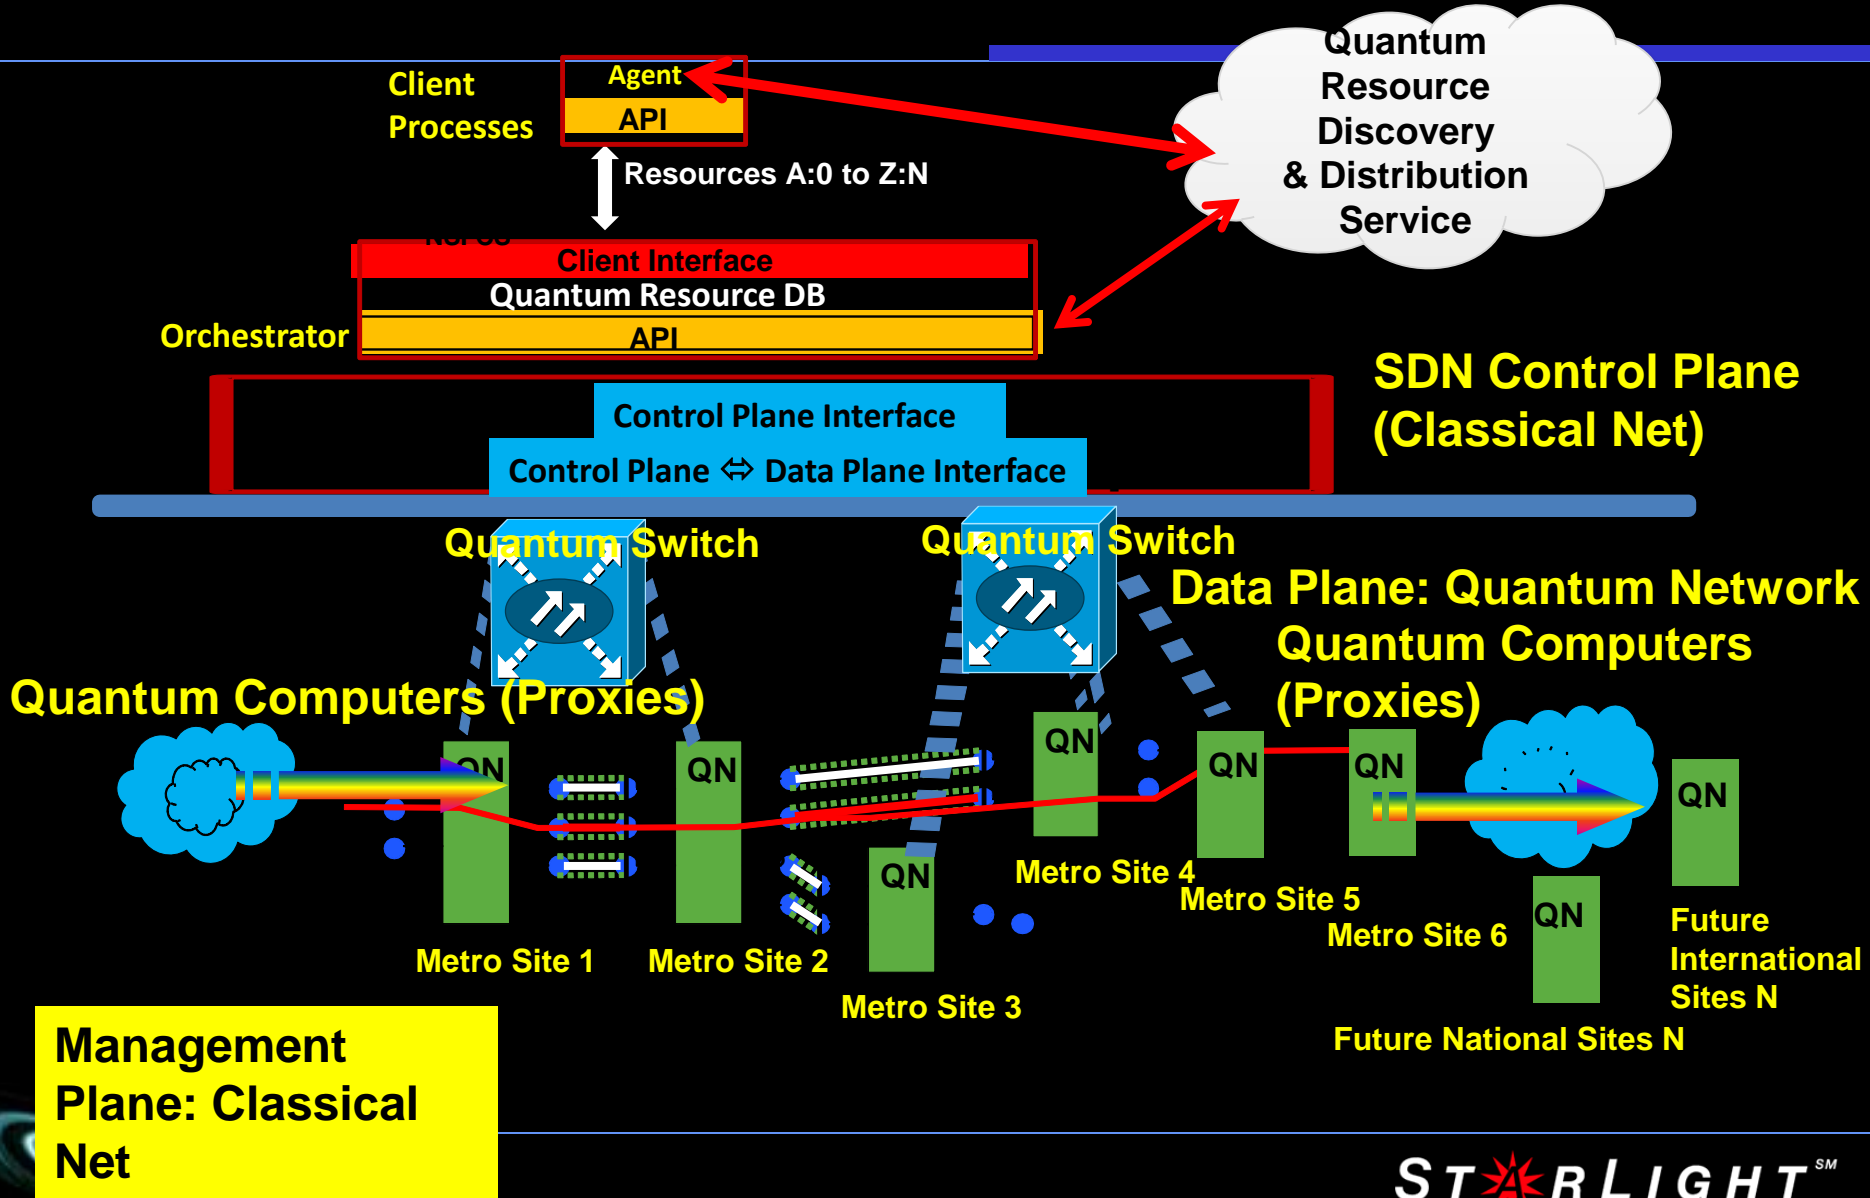 Quantum
Resource
Discovery
& Distribution
Service
Client
Processes
Agent
API
Resources A:0 to Z:N
Client Interface
Quantum Resource DB
Orchestrator
API
SDN Control Plane
(Classical Net)
Control Plane Interface
Control Plane ⇔ Data Plane Interface
Quantum Switch
Quantum Switch
Data Plane: Quantum Network
Quantum Computers
(Proxies)
Quantum Computers (Proxies)
QN
QN
QN
QN
QN
QN
QN
QN
Metro Site 1
Metro Site 2
Metro Site 3
Metro Site 4
Metro Site 5
Metro Site 6
Future National Sites N
Future
International
Sites N
Management
Plane: Classical
Net
STARLIGHT SM